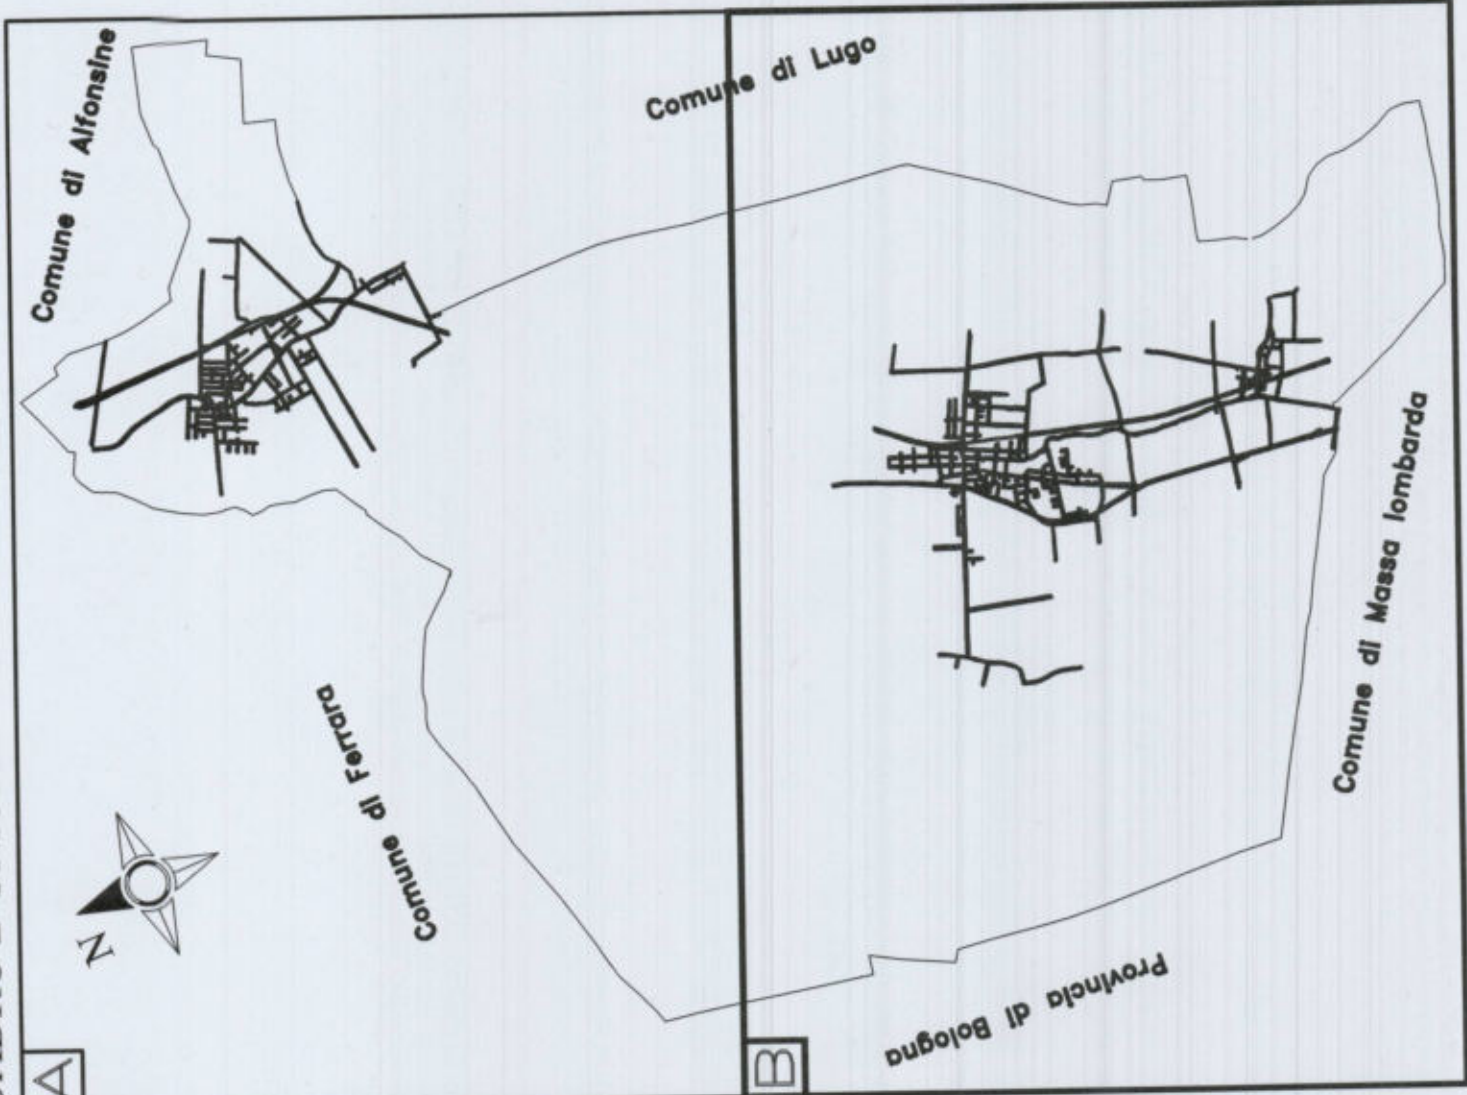 A
Comune di Alfonsine
Comune di Lugo
Comune di Ferrara
N
B
Provincia di Bologna
Comune di Massa lombarda